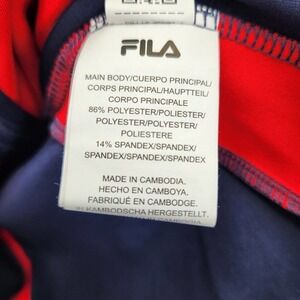 FILA
MAIN BODY/CUERPO PRINCIPAL/
CORPS PRINCIPAL/HAUPTTEIL/
CORPO PRINCIPALE
86% POLYESTER/POLIESTER/
POLYESTER/POLYESTER/
POLIESTERE
14% SPANDEX/SPANDEX/
SPANDEX/SPANDEX/SPANDEX
MADE IN CAMBODIA.
HECHO EN CAMBOYA.
FABRIQUÉ EN CAMBODGE.
KAMBODSCHA HERGESTELLT.
CAMBODIA